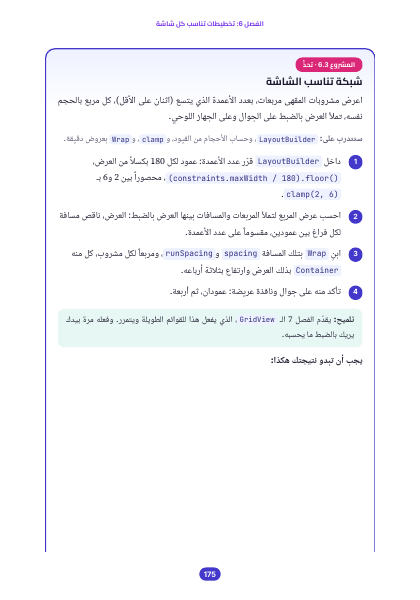 الفصل 6: تخطيطات تناسب كل شاشة
المشروع 6.3 · تحدٍّ
شبكة تناسب الشاشة
اعرض مشروبات المقهى مربعات، بعدد الأعمدة الذي يتسع (اثنان على الأقل)، كل مربع بالحجم
نفسه، تملأ العرض بالضبط على الجوال وعلى الجهاز اللوحي.
ستتدرب على: LayoutBuilder، وحساب الأحجام من القيود، و clamp، و Wrap بعروض دقيقة.
1 داخل LayoutBuilder قرّر عدد الأعمدة: عمود لكل 180 بكسلاً من العرض،
(constraints.maxWidth / 180).floor()، محصوراً بين 2 و6 بـ
clamp(2, 6).
2 احسب عرض المربع لتملأ المربعات والمسافات بينها العرض بالضبط: العرض، ناقص مسافة
لكل فراغ بين عمودين، مقسوماً على عدد الأعمدة.
3 ابنِ Wrap بتلك المسافة spacing و runSpacing، ومربعاً لكل مشروب، كل منه
Container بذلك العرض وارتفاع بثلاثة أرباعه.
4 تأكد منه على جوال ونافذة عريضة: عمودان، ثم أربعة.
تلميح: يقدّم الفصل 7 الـ GridView، الذي يفعل هذا للقوائم الطويلة ويتمرر. وفعله مرة بيدك
يريك بالضبط ما يحسبه.
يجب أن تبدو نتيجتك هكذا:
175